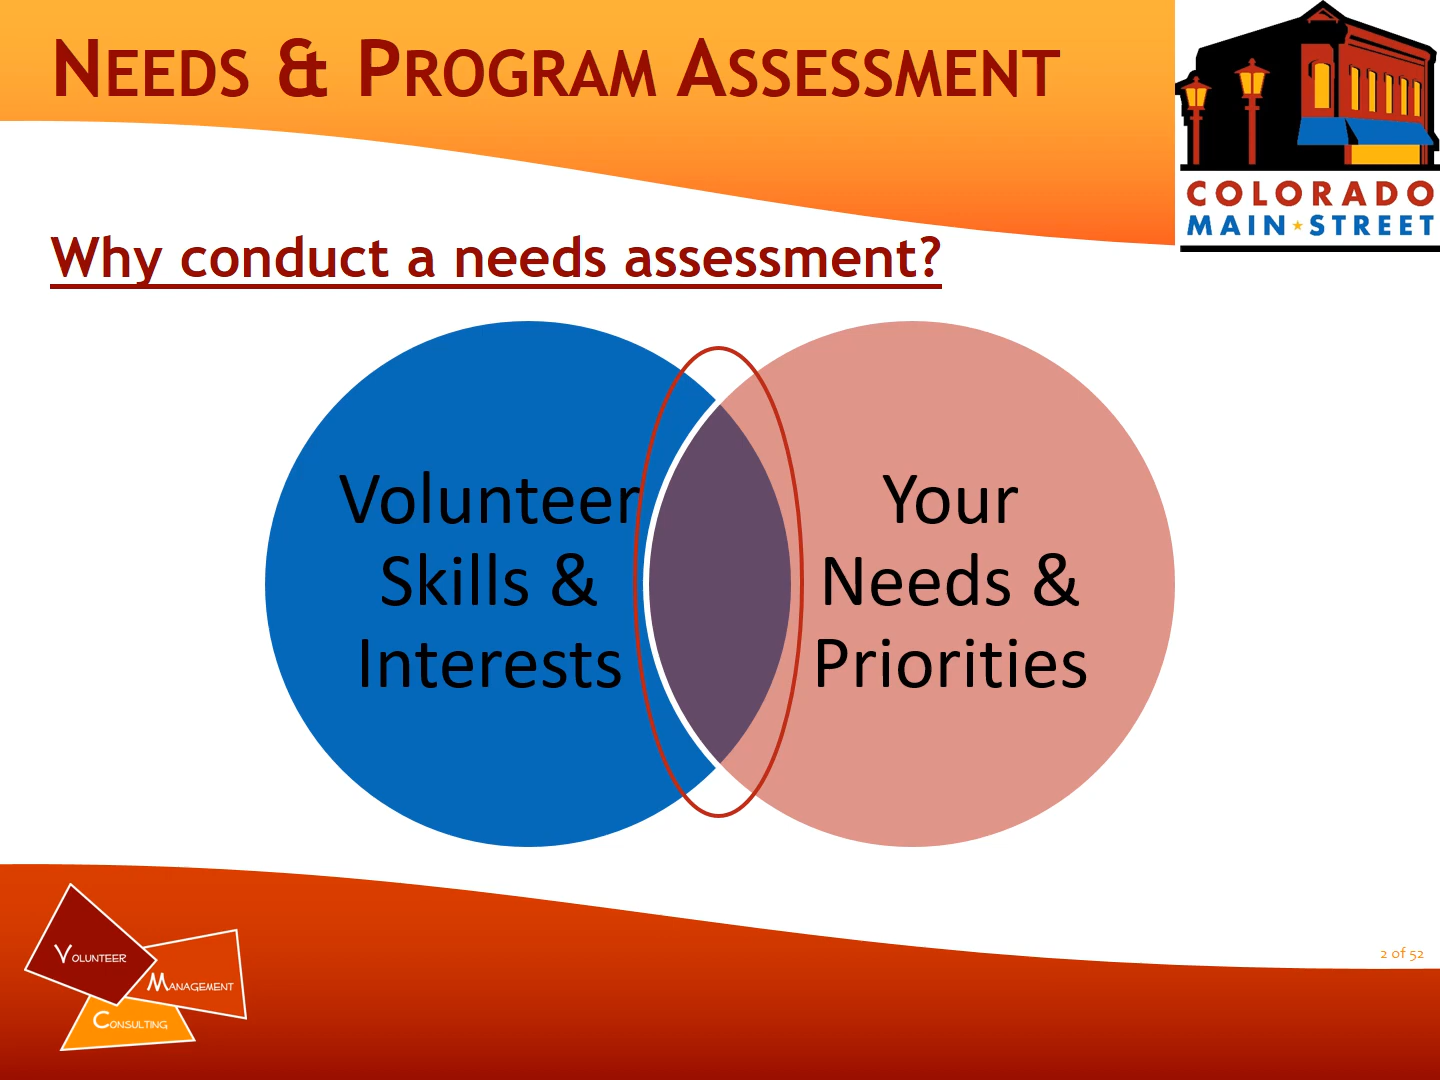 NEEDS & PROGRAM ASSESSMENT
COLORADO
MAIN STREET
Why conduct a needs assessment?
Volunteer
Skills &
Interests
Your
Needs &
Priorities
VOLUNTEER
MANAGEMENT
CONSULTING
2 of 52